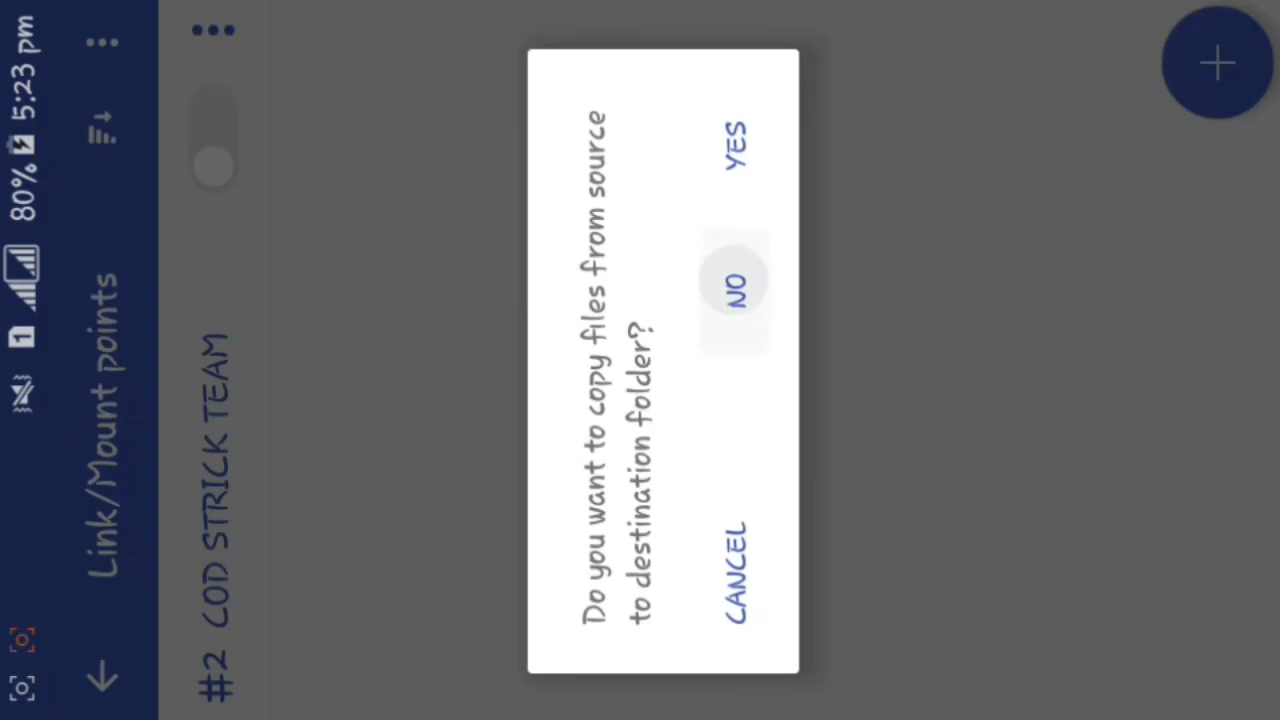 1 80% 5:23 pm
Link/Mount points
#2 COD STRICK TEAM
Do you want to copy files from source
to destination folder?
CANCEL NO YES